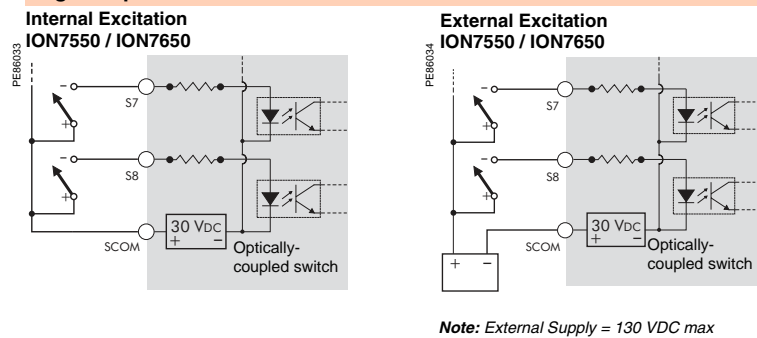 Internal Excitation
ION7550 / ION7650
PE86033
-
+
S7
-
+
S8
SCOM
30 VDC
+ -
Optically-
coupled switch
External Excitation
ION7550 / ION7650
PE86034
-
+
S7
-
+
S8
SCOM
30 VDC
+ -
Optically-
coupled switch
+ -
Note: External Supply = 130 VDC max